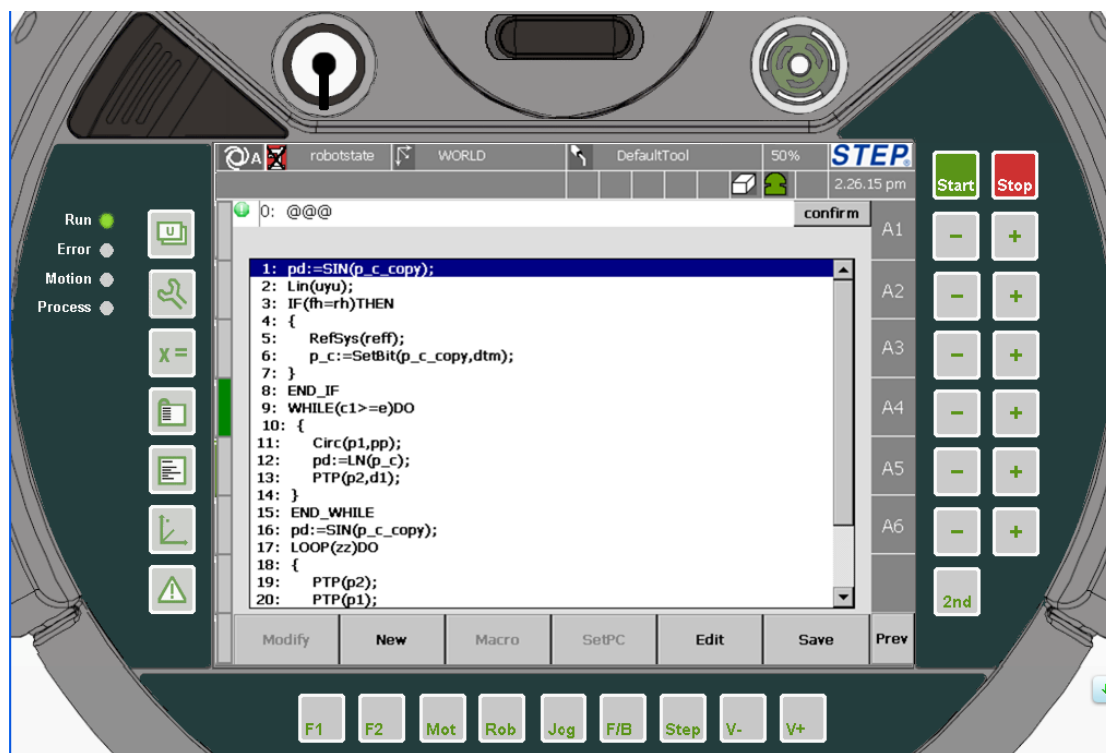 A robotstate WORLD DefaultTool 50% STEP
2.26.15 pm
0: @@@ confirm
1: pd:=SIN(p_c_copy);
2: Lin(uyu);
3: IF(fh=rh)THEN
4: {
5: RefSys(reff);
6: p_c:=SetBit(p_c_copy,dtm);
7: }
8: END_IF
9: WHILE(c1>=e)DO
10: {
11: Circ(p1,pp);
12: pd:=LN(p_c);
13: PTP(p2,d1);
14: }
15: END_WHILE
16: pd:=SIN(p_c_copy);
17: LOOP(zz)DO
18: {
19: PTP(p2);
20: PTP(p1);
Modify New Macro SetPC Edit Save Prev
A1
A2
A3
A4
A5
A6
Run
Error
Motion
Process
U
X =
Start Stop
- +
- +
- +
- +
- +
- +
2nd
F1 F2 Mot Rob Jog F/B Step V- V+